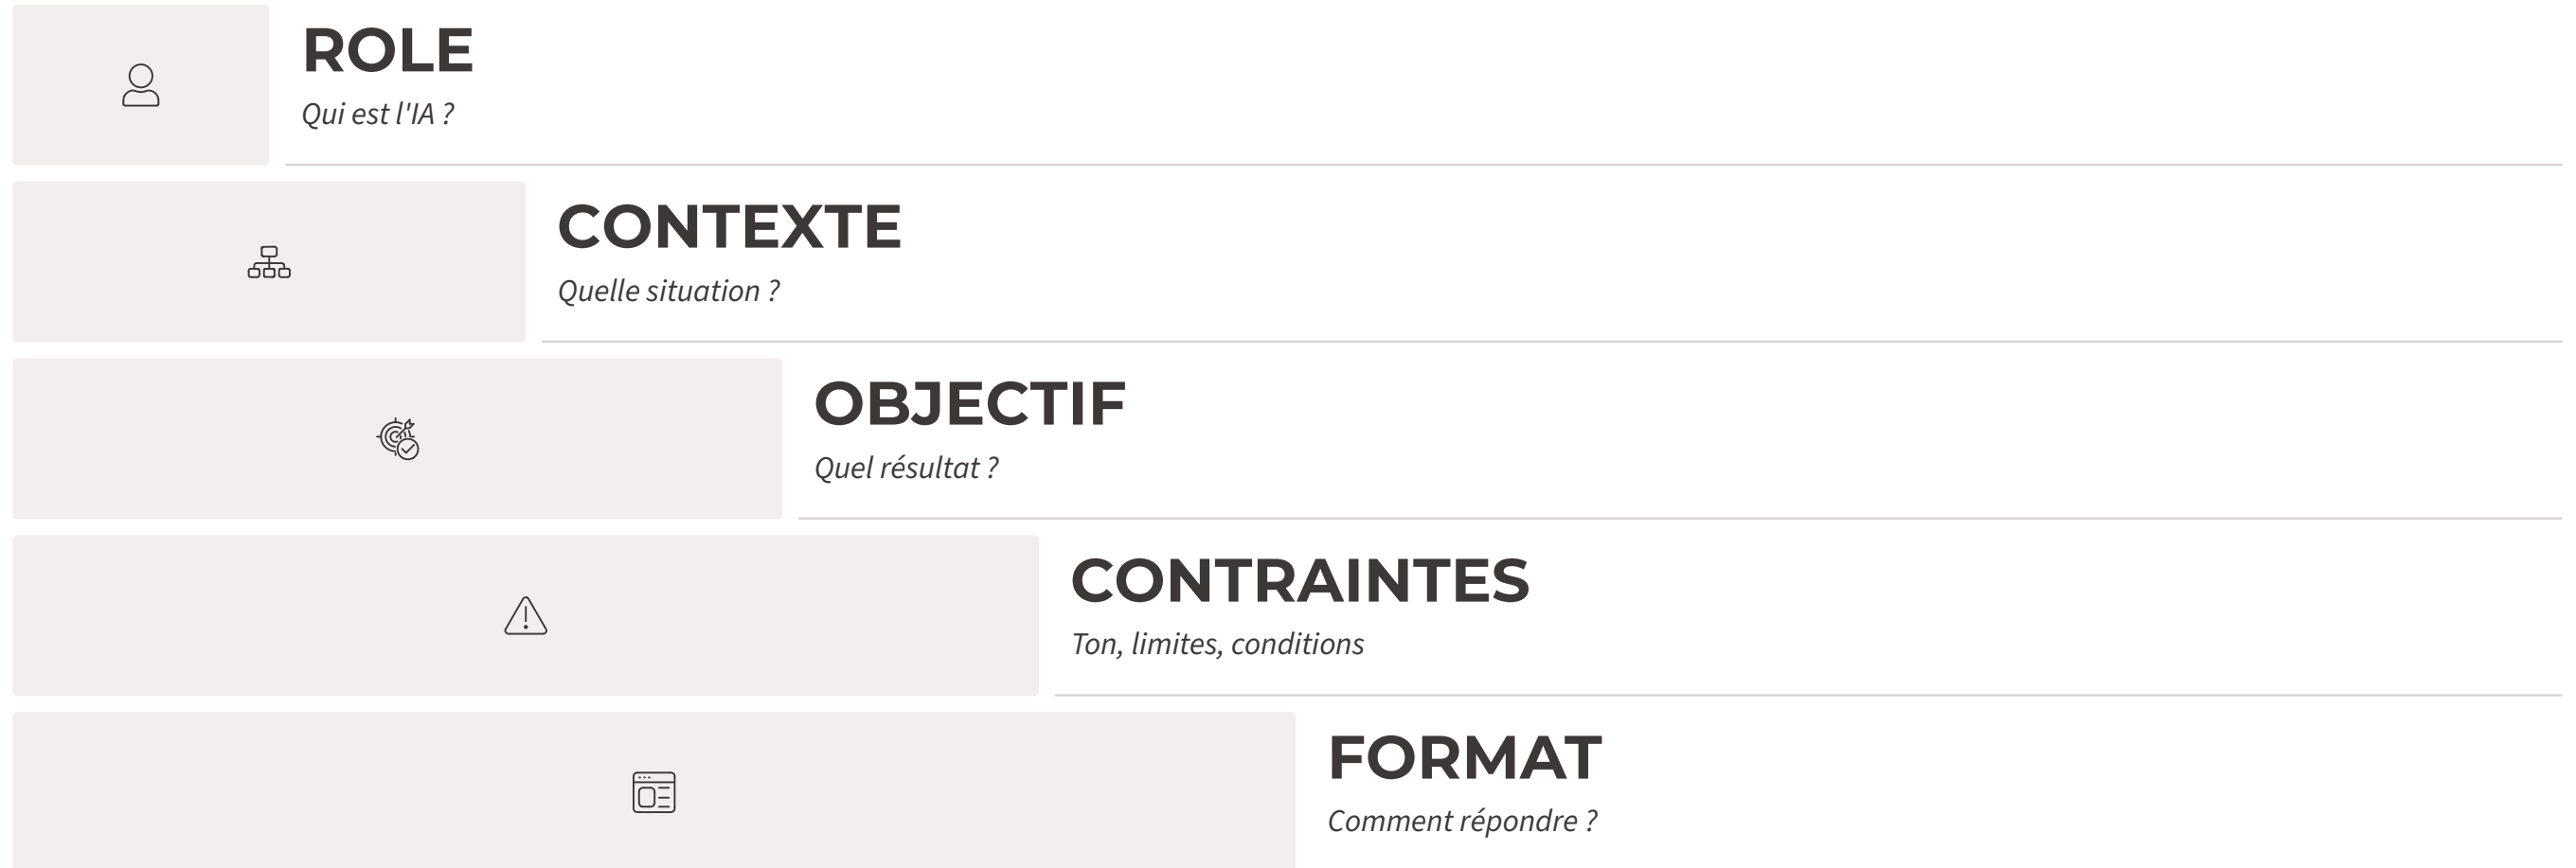 ROLE
Qui est l'IA ?
CONTEXTE
Quelle situation ?
OBJECTIF
Quel résultat ?
CONTRAINTES
Ton, limites, conditions
FORMAT
Comment répondre ?